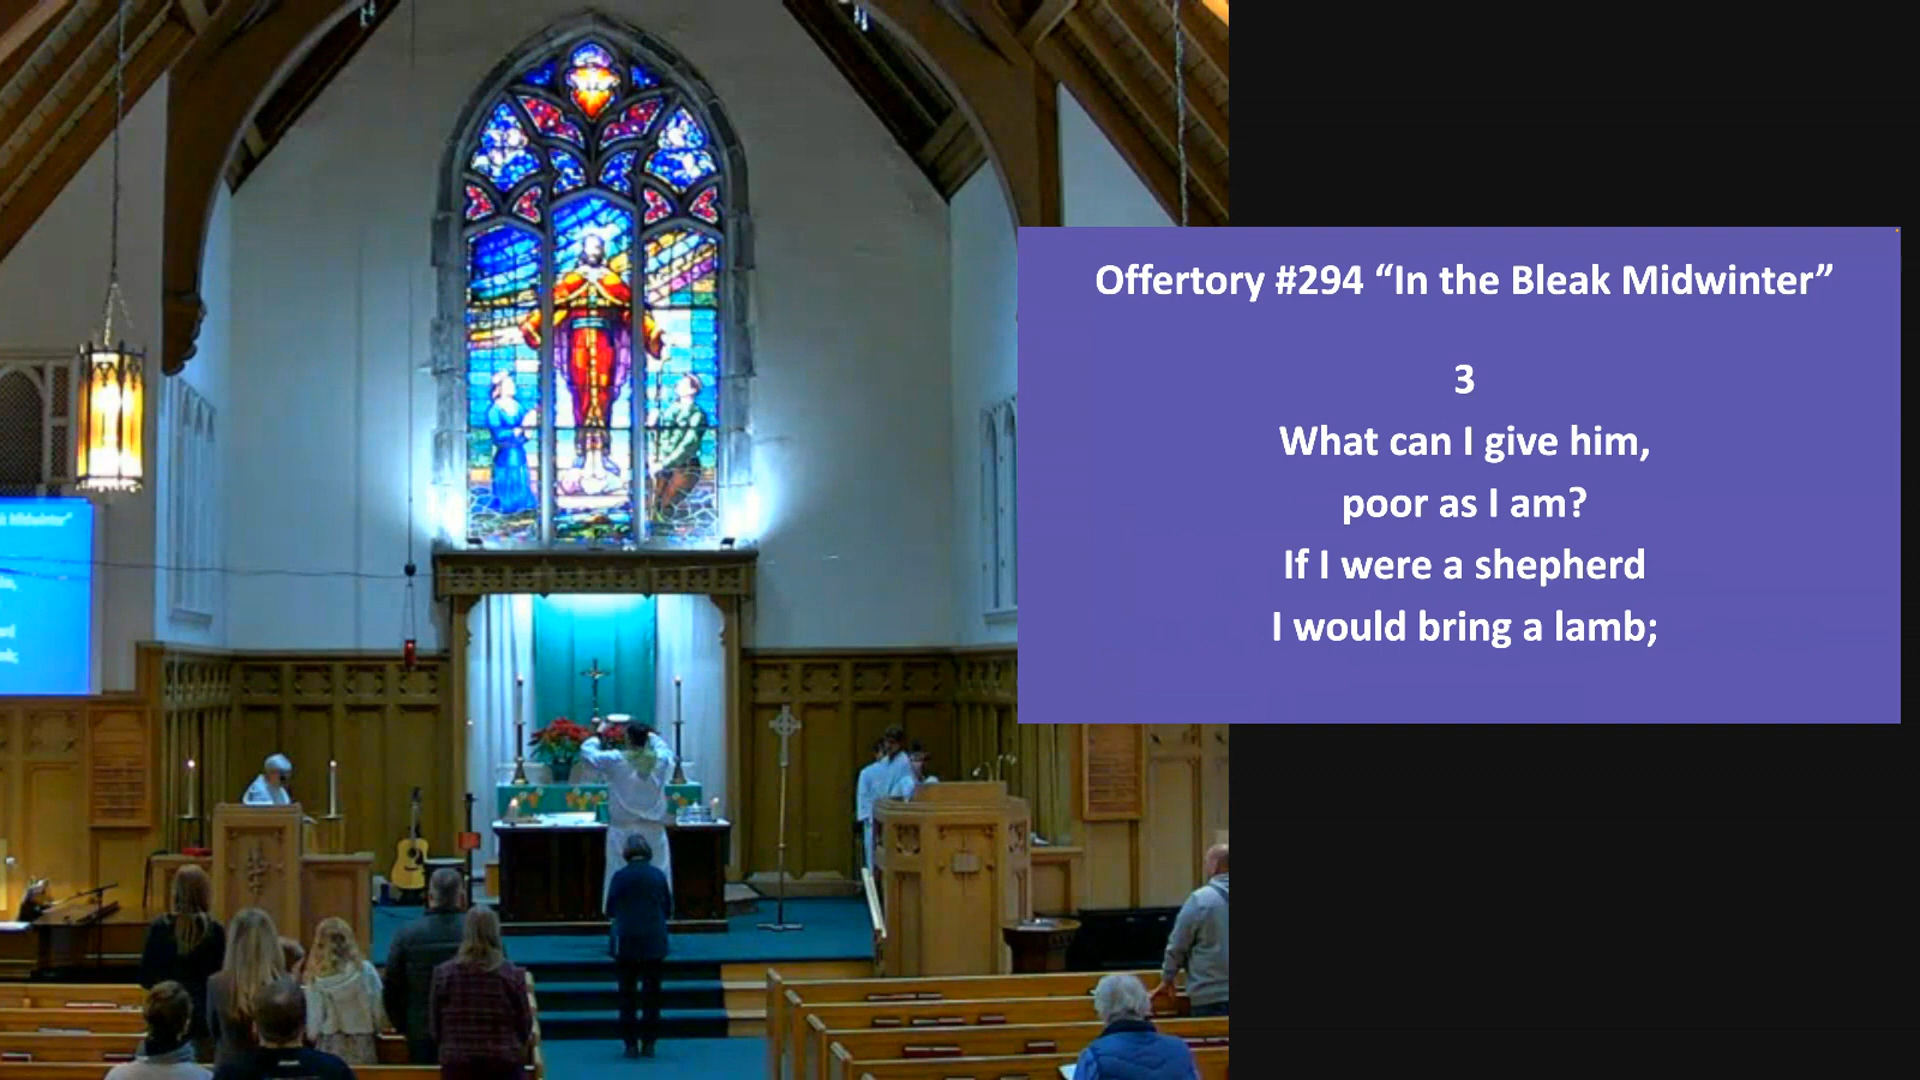 Offertory #294 “In the Bleak Midwinter”
3
What can I give him,
poor as I am?
If I were a shepherd
I would bring a lamb;